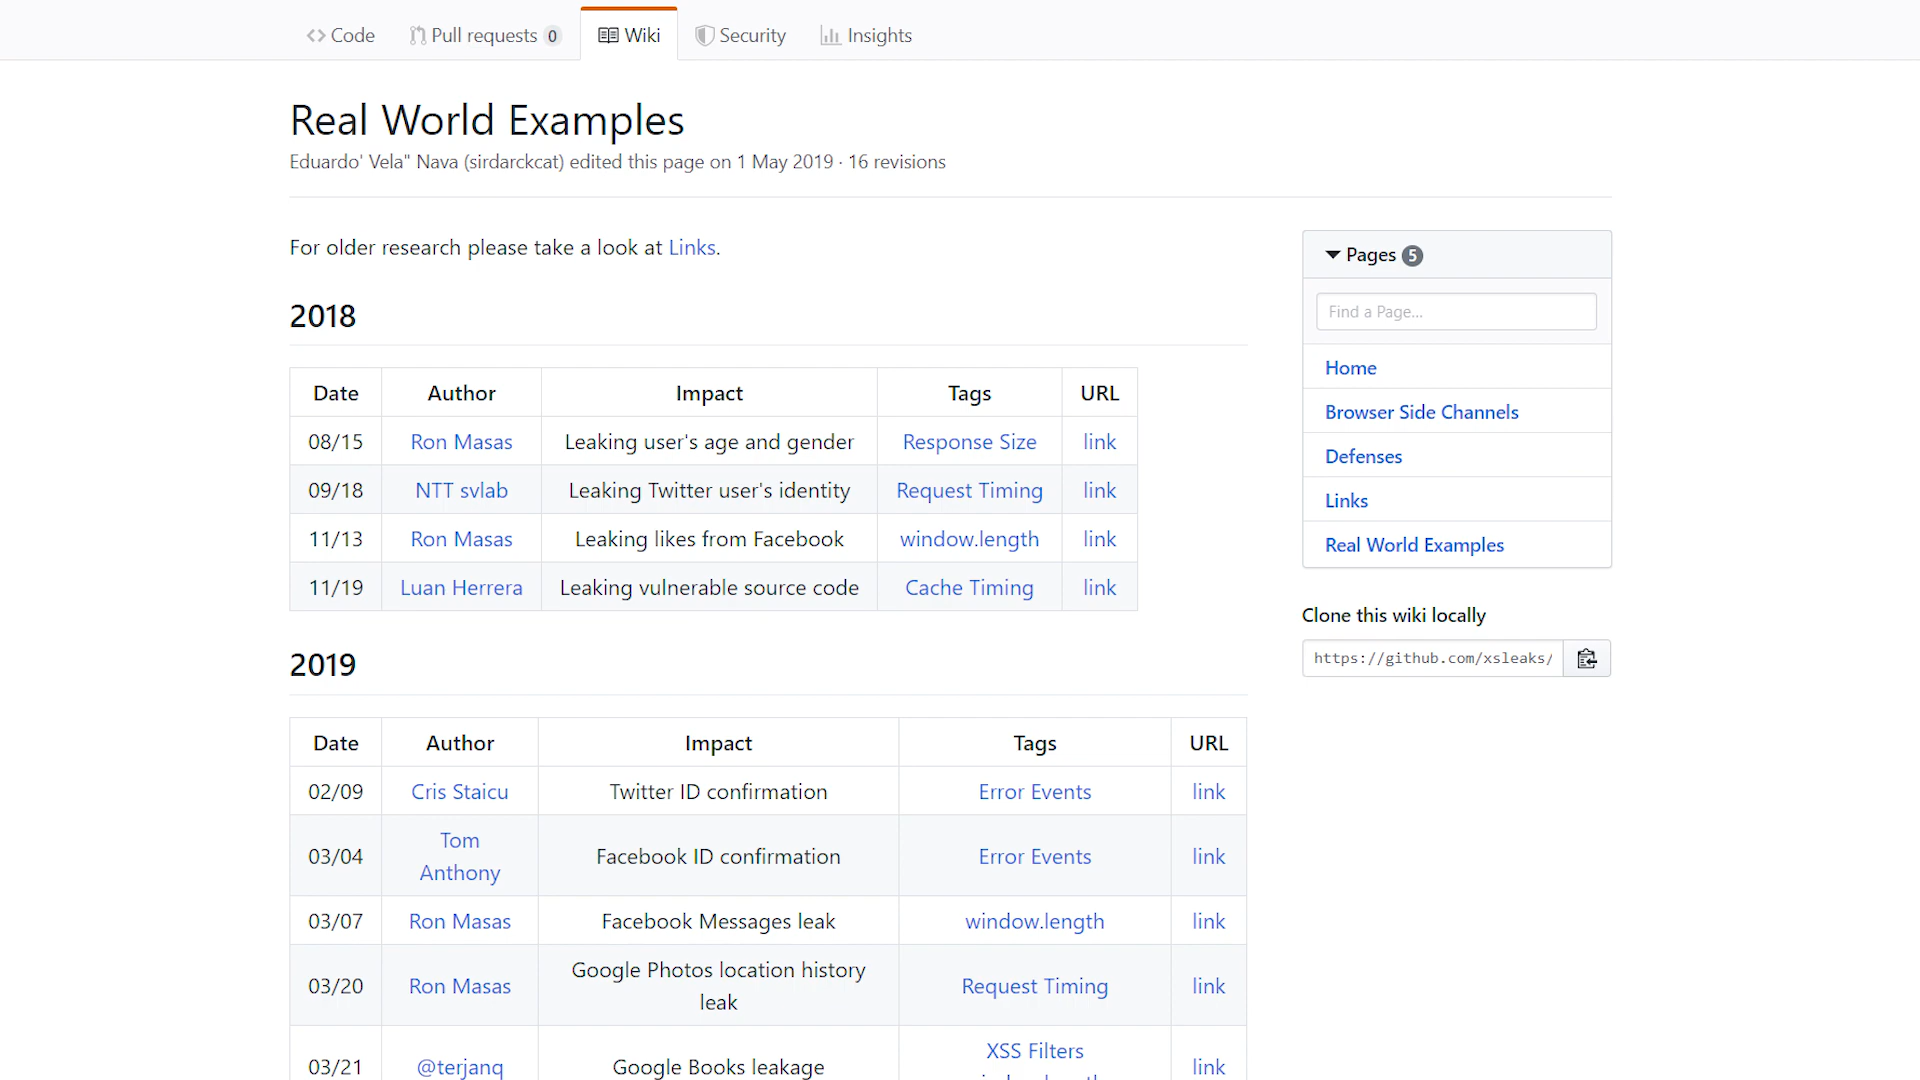 Code
Pull requests 0
Wiki
Security
Insights
Real World Examples
Eduardo' Vela" Nava (sirdarckcat) edited this page on 1 May 2019 · 16 revisions
For older research please take a look at Links.
2018
Date Author Impact Tags URL
08/15 Ron Masas Leaking user's age and gender Response Size link
09/18 NTT svlab Leaking Twitter user's identity Request Timing link
11/13 Ron Masas Leaking likes from Facebook window.length link
11/19 Luan Herrera Leaking vulnerable source code Cache Timing link
2019
Date Author Impact Tags URL
02/09 Cris Staicu Twitter ID confirmation Error Events link
03/04 Tom Anthony Facebook ID confirmation Error Events link
03/07 Ron Masas Facebook Messages leak window.length link
03/20 Ron Masas Google Photos location history leak Request Timing link
03/21 @terjanq Google Books leakage XSS Filters link
Pages 5
Find a Page...
Home
Browser Side Channels
Defenses
Links
Real World Examples
Clone this wiki locally
https://github.com/xsleaks/